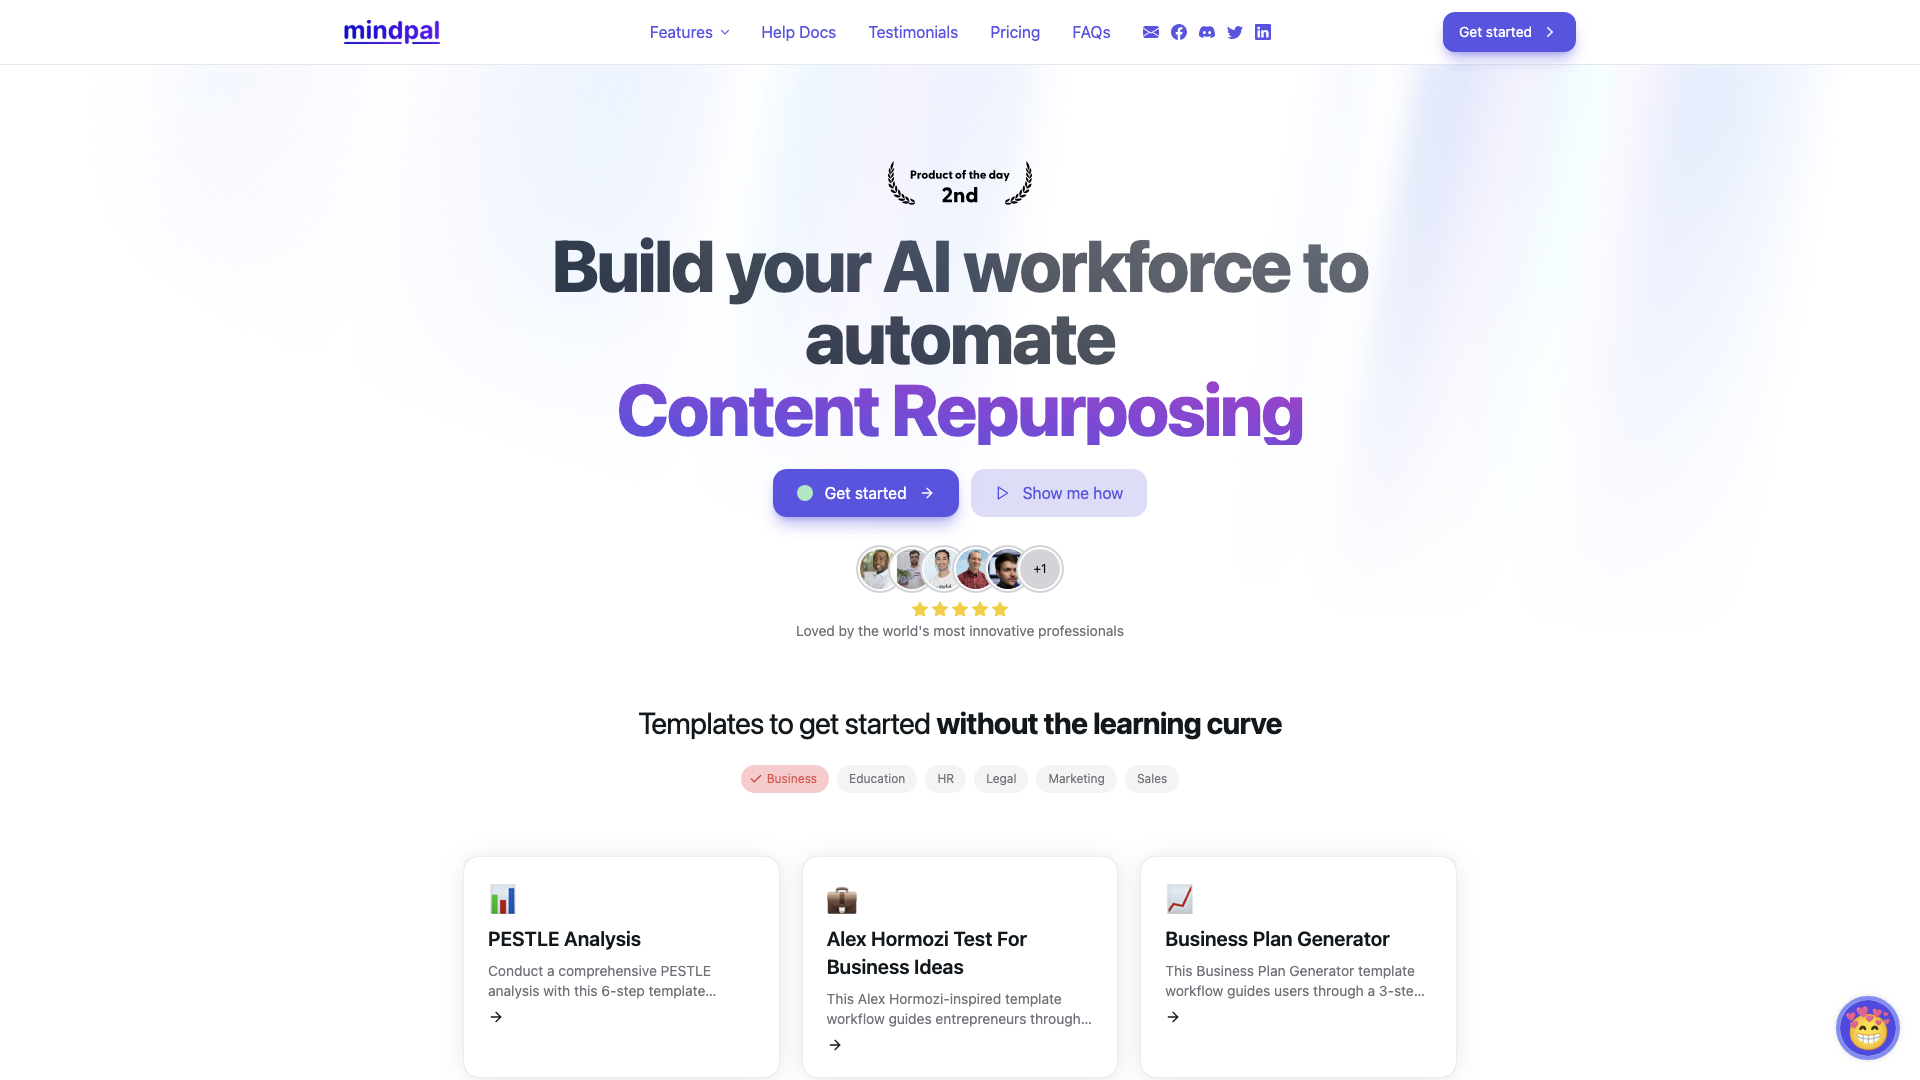 mindpal
Features
Help Docs
Testimonials
Pricing
FAQs
Get started
Product of the day
2nd
Build your AI workforce to
automate
Content Repurposing
Get started
Show me how
+1
Loved by the world's most innovative professionals
Templates to get started without the learning curve
Business
Education
HR
Legal
Marketing
Sales
PESTLE Analysis
Conduct a comprehensive PESTLE
analysis with this 6-step template...
Alex Hormozi Test For
Business Ideas
This Alex Hormozi-inspired template
workflow guides entrepreneurs through...
Business Plan Generator
This Business Plan Generator template
workflow guides users through a 3-ste...